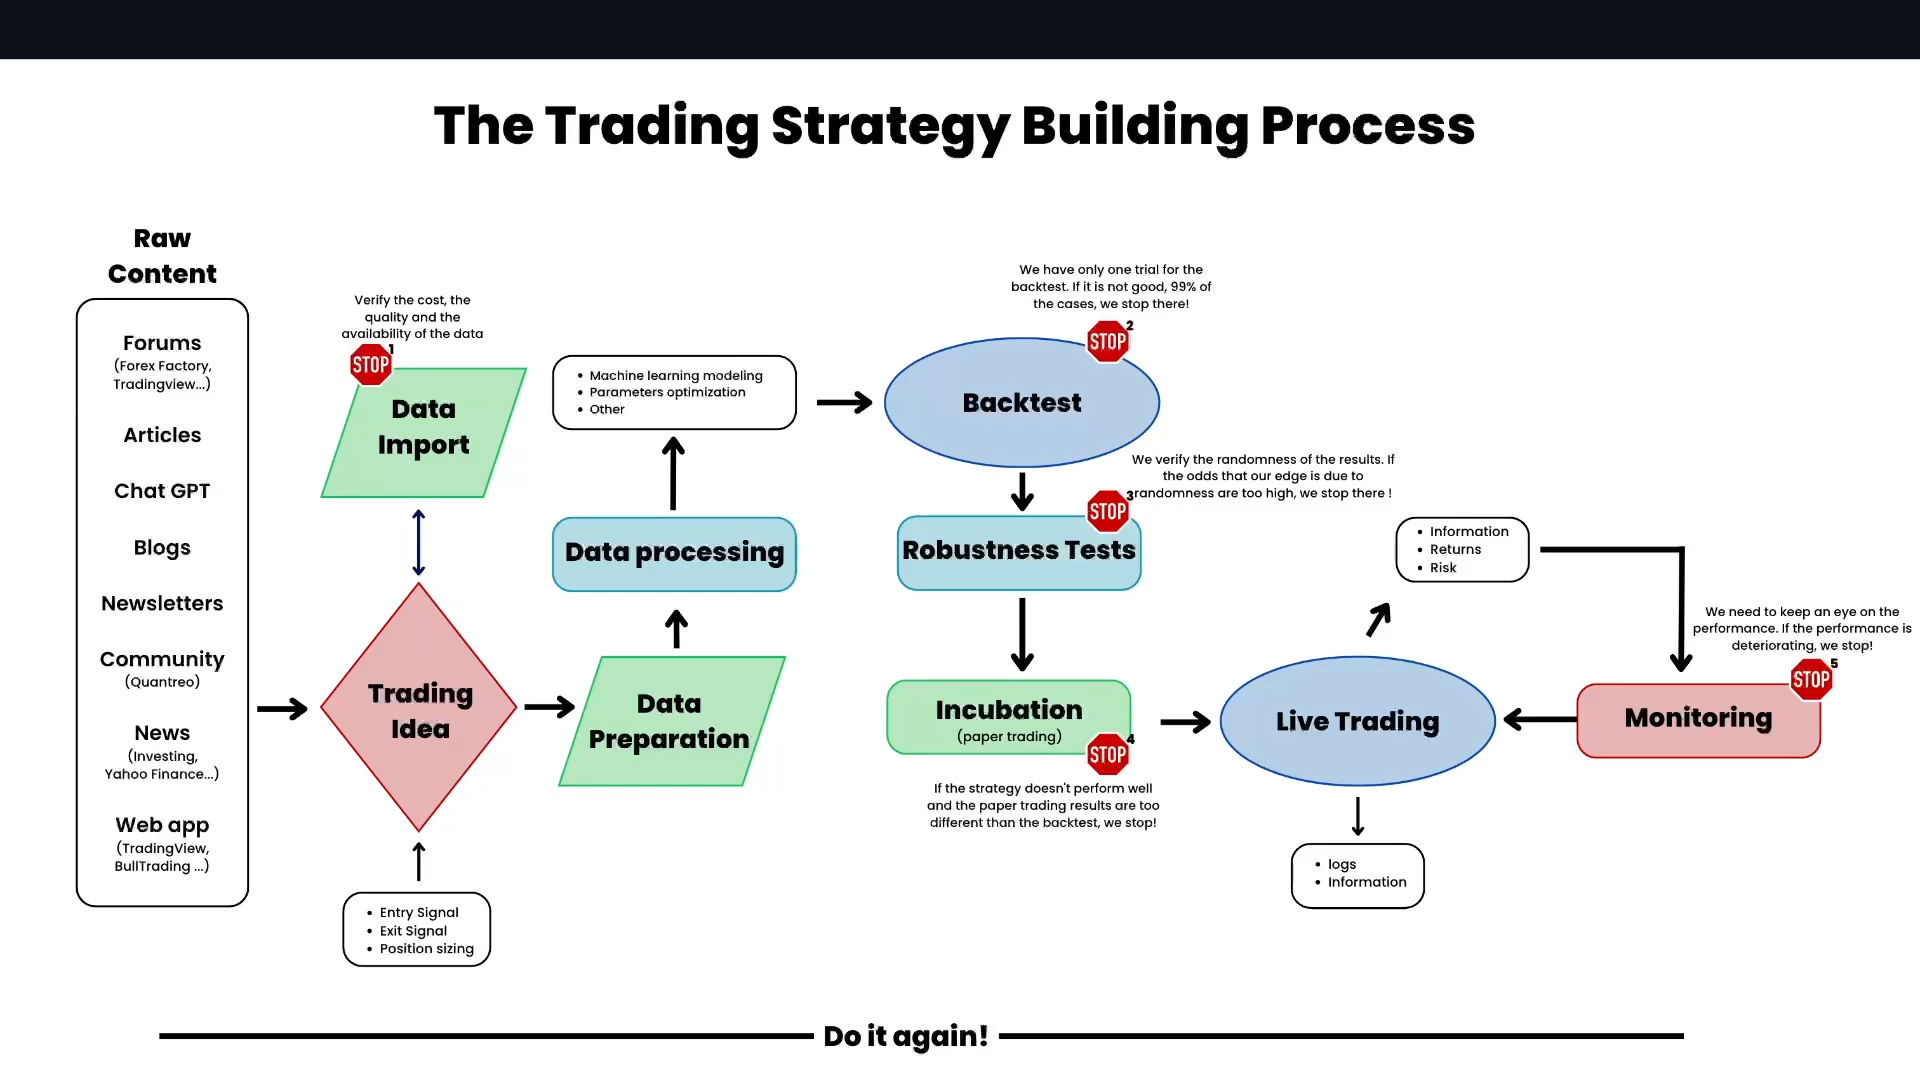 The Trading Strategy Building Process
Raw
Content
Forums
(Forex Factory,
Tradingview...)
Articles
Chat GPT
Blogs
Newsletters
Community
(Quantreo)
News
(Investing,
Yahoo Finance...)
Web app
(TradingView,
BullTrading ...)
Verify the cost, the
quality and the
availability of the data
STOP 1
Data
Import
Trading
Idea
Entry Signal
Exit Signal
Position sizing
Machine learning modeling
Parameters optimization
Other
Data processing
Data
Preparation
We have only one trial for the
backtest. If it is not good, 99% of
the cases, we stop there!
STOP 2
Backtest
We verify the randomness of the results. If
the odds that our edge is due to
randomness are too high, we stop there !
STOP 3
Robustness Tests
Incubation
(paper trading)
STOP 4
If the strategy doesn't perform well
and the paper trading results are too
different than the backtest, we stop!
Live Trading
logs
Information
Information
Returns
Risk
We need to keep an eye on the
performance. If the performance is
deteriorating, we stop!
STOP 5
Monitoring
Do it again!